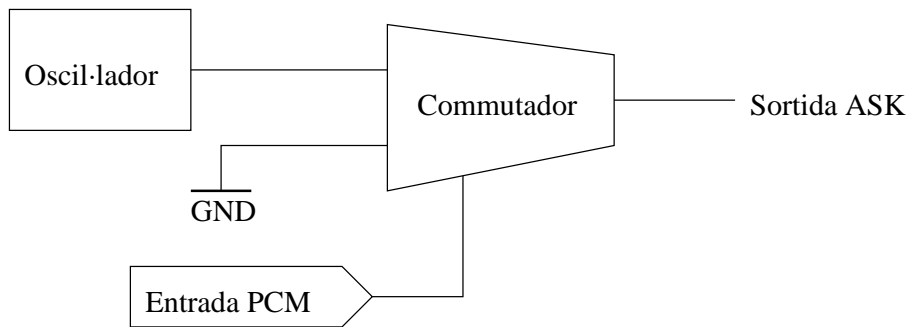 Oscil·lador
Commutador
Sortida ASK
GND
Entrada PCM